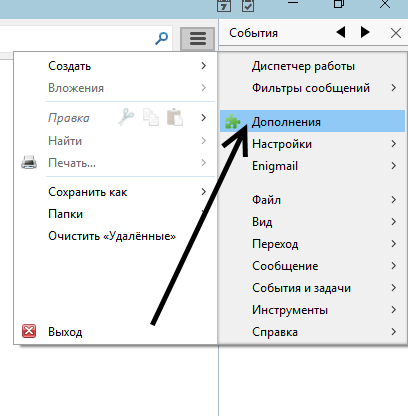 7
События
Создать
Вложения
Правка
Найти
Печать...
Сохранить как
Папки
Очистить «Удалённые»
Выход
Диспетчер работы
Фильтры сообщений
Дополнения
Настройки
Enigmail
Файл
Вид
Переход
Сообщение
События и задачи
Инструменты
Справка